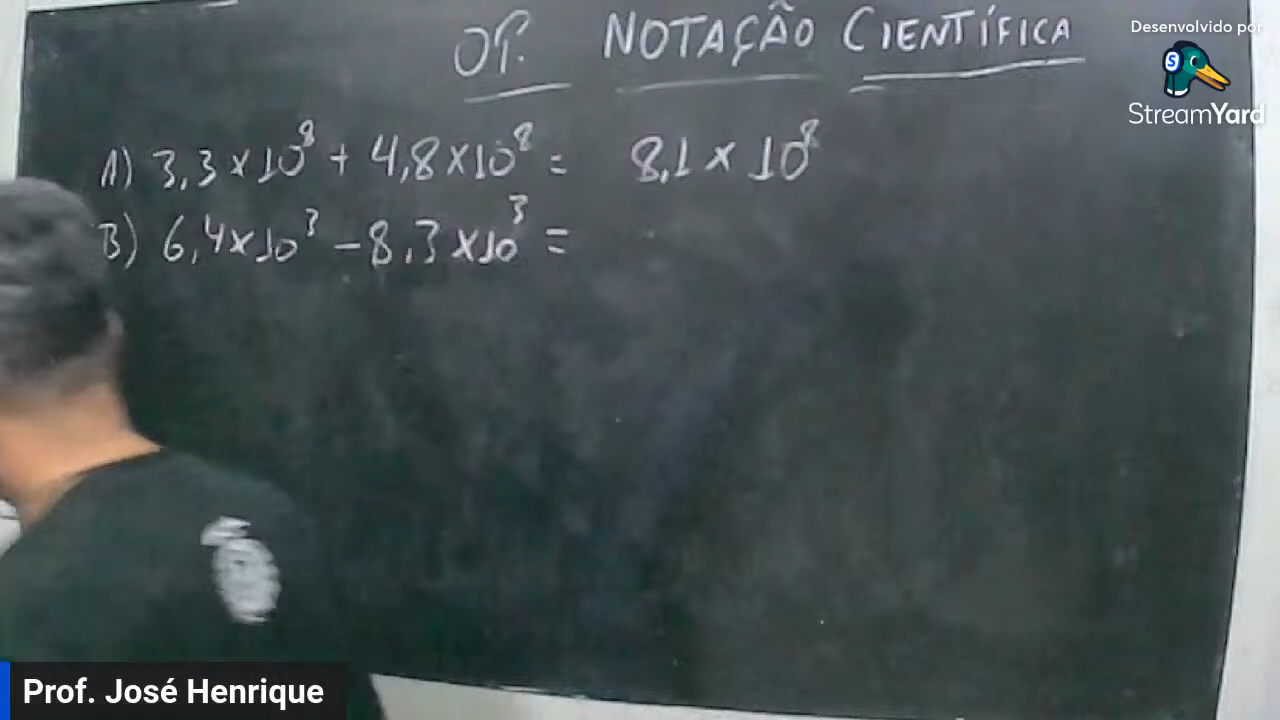 OP. NOTAÇÃO CIENTÍFICA
A) 3,3 × 10⁸ + 4,8 × 10⁸ = 8,1 × 10⁸
B) 6,4 × 10³ - 8,3 × 10³ =
Desenvolvido por
StreamYard
Prof. José Henrique